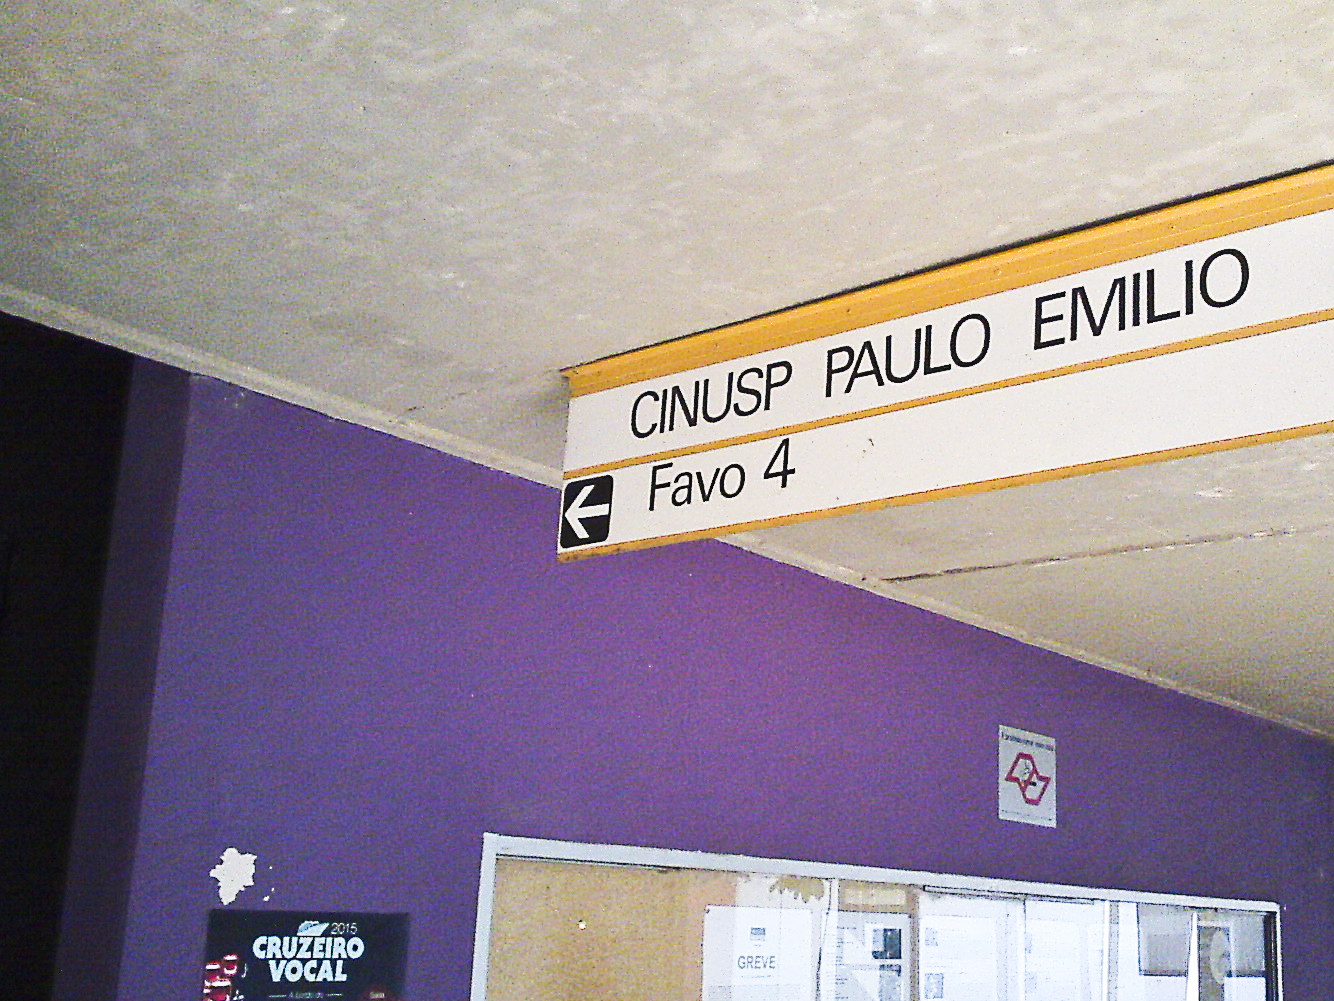 CINUSP PAULO EMILIO
Favo 4
2015
CRUZEIRO
VOCAL
GREVE